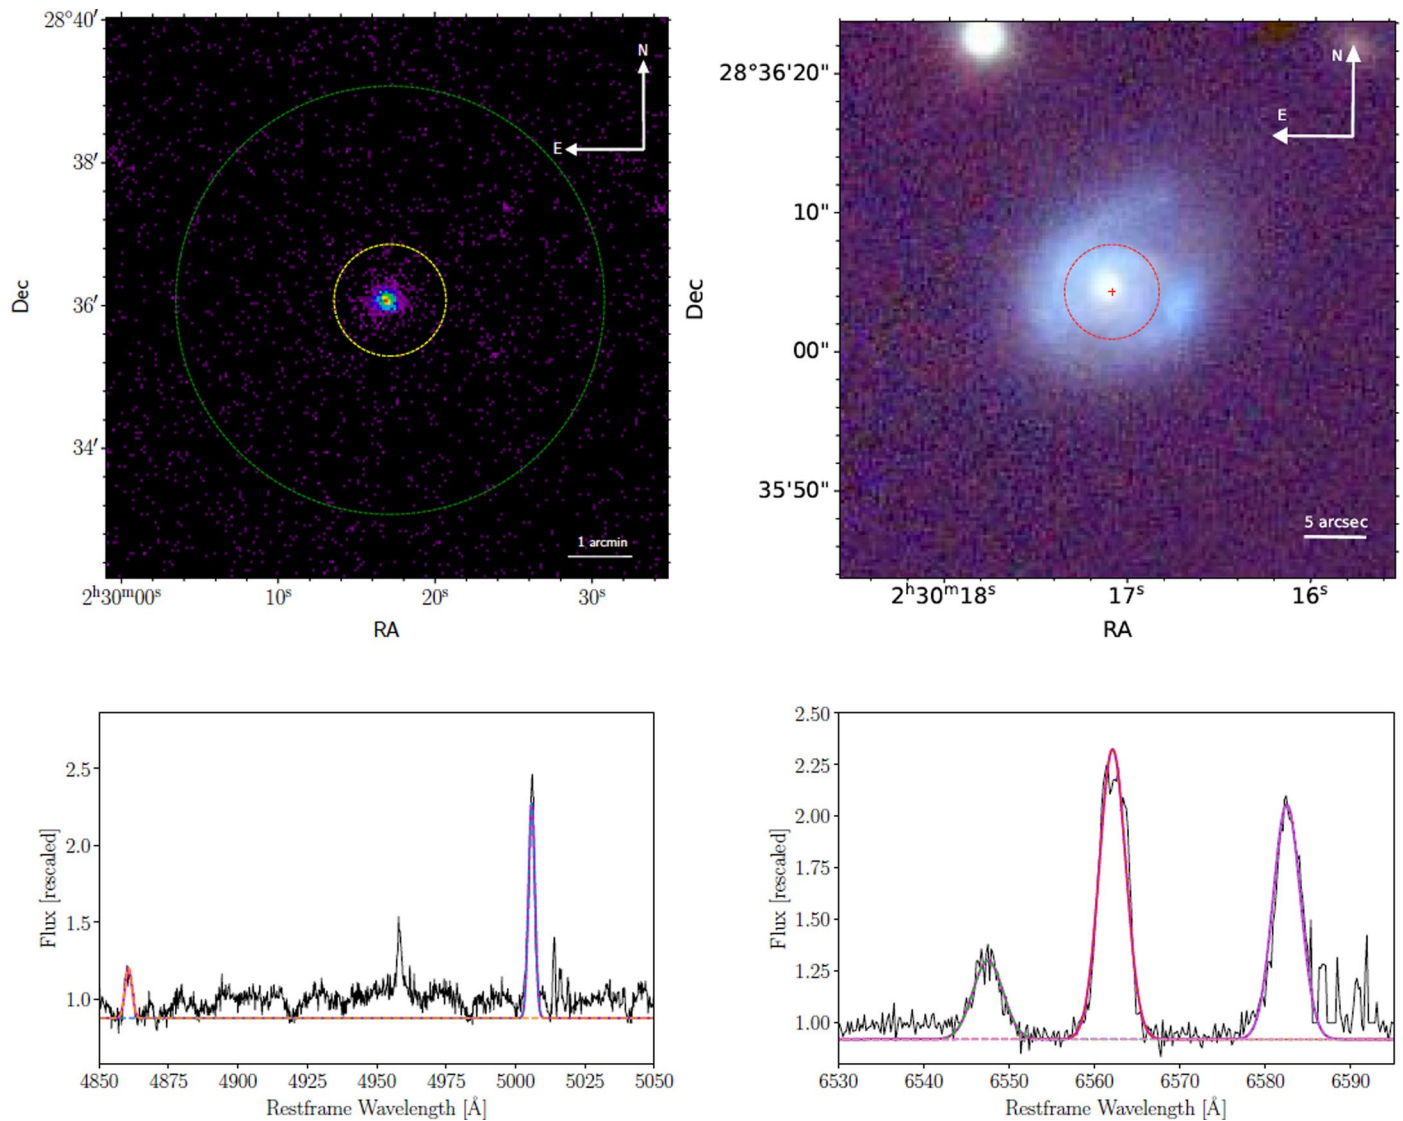 28°40′
38′
36′
34′
Dec
N
E
1 arcmin
2ʰ30ᵐ00ˢ
10ˢ
20ˢ
30ˢ
RA
28°36'20"
10"
00"
35'50"
Dec
N
E
5 arcsec
2ʰ30ᵐ18ˢ
17ˢ
16ˢ
RA
2.5
2.0
1.5
1.0
Flux [rescaled]
4850
4875
4900
4925
4950
4975
5000
5025
5050
Restframe Wavelength [Å]
2.50
2.25
2.00
1.75
1.50
1.25
1.00
Flux [rescaled]
6530
6540
6550
6560
6570
6580
6590
Restframe Wavelength [Å]